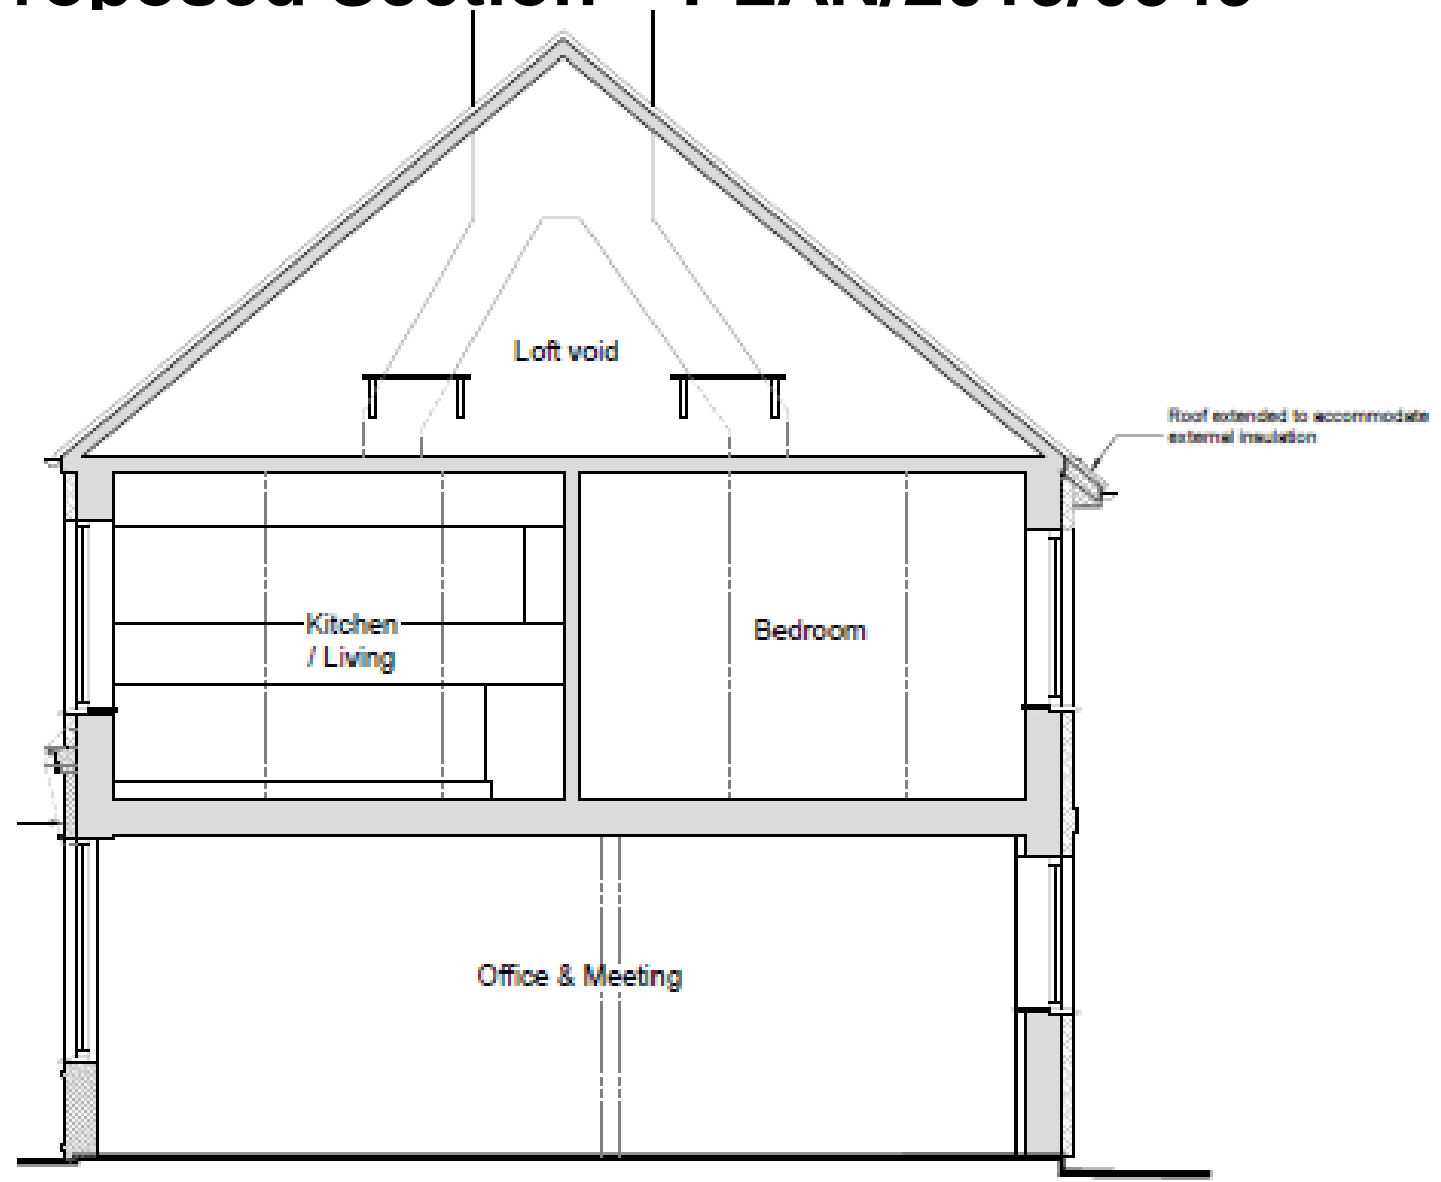 Loft void
Roof extended to accommodate
external insulation
Kitchen
/ Living
Bedroom
Office & Meeting